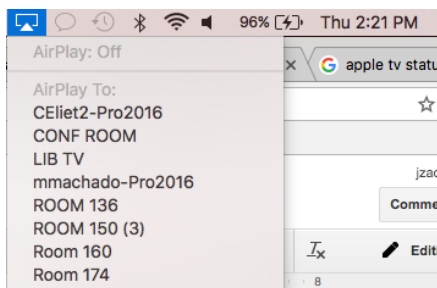 96% Thu 2:21 PM
AirPlay: Off
apple tv statu
AirPlay To:
CEliet2-Pro2016
CONF ROOM
LIB TV
mmachado-Pro2016
jzac
ROOM 136
Comme
ROOM 150 (3)
Room 160
Editi
Room 174
8